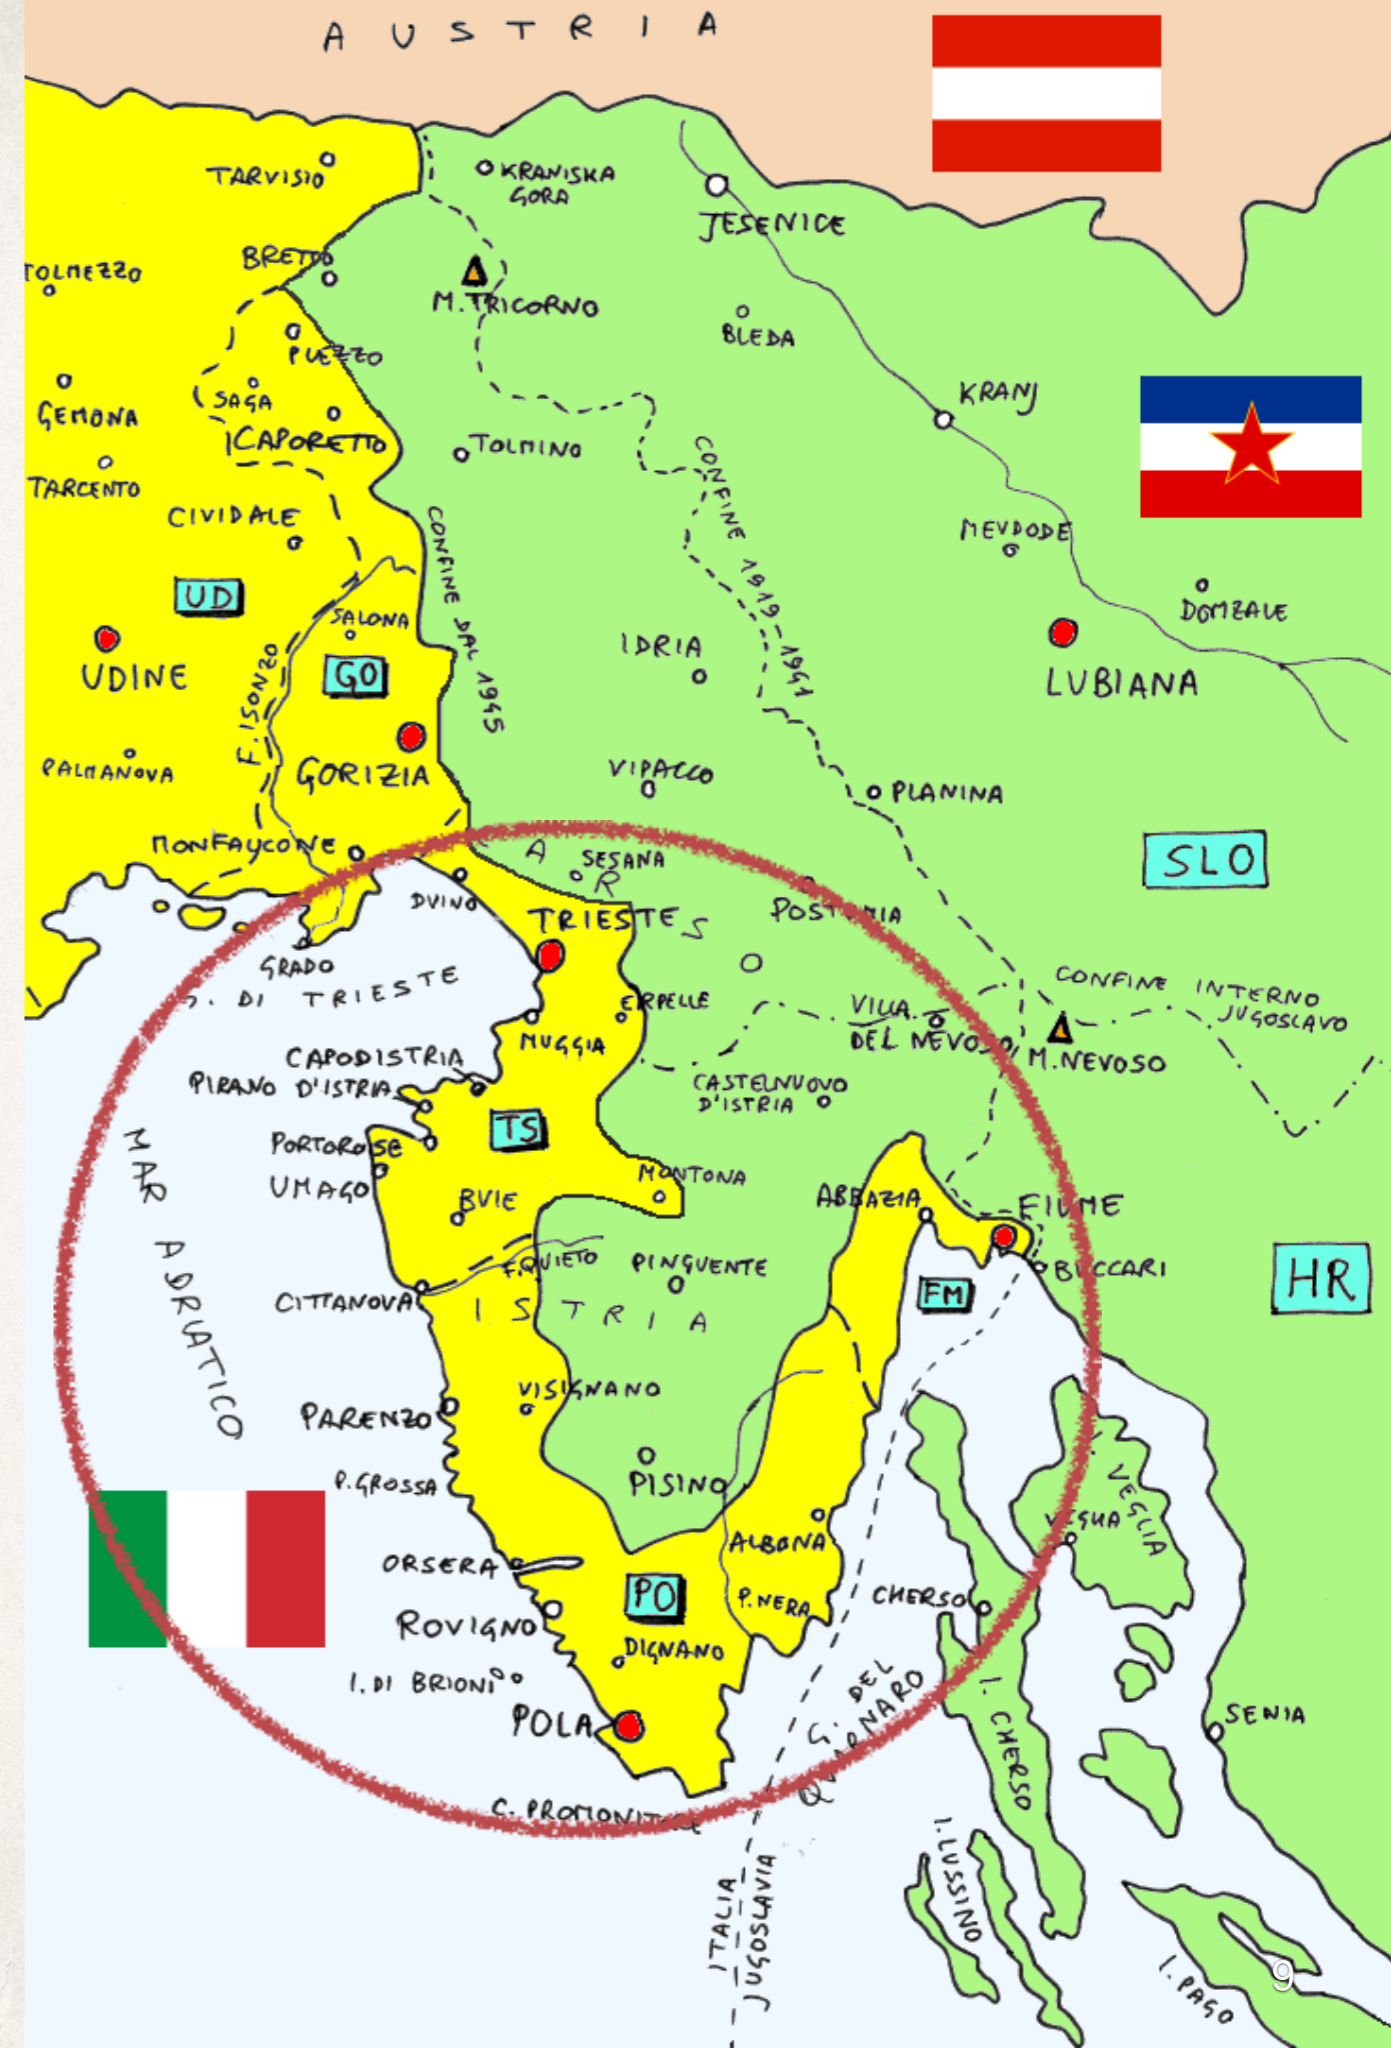 AUSTRIA
TARVISIO
KRANISKA
GORA
JESENICE
BRETTO
TOLMEZZO
M. TRICORNO
BLEDA
PLEZZO
SAGA
GEMONA
CAPORETTO
KRANJ
TOLMINO
TARCENTO
CIVIDALE
CONFINE 1919-1941
CONFINE DAL 1945
MEVDODE
UD
SALONA
DOMZALE
UDINE
GO
IDRIA
LUBIANA
F. ISONZO
PALMANOVA
GORIZIA
VIPACCO
PLANINA
MONFALCONE
CARSO
SESANA
SLO
DVINO
TRIESTE
POSTUMIA
GRADO
G. DI TRIESTE
ERPELLE
VILLA
DEL NEVOSO
CONFINE INTERNO
JUGOSLAVO
MUGGIA
M. NEVOSO
CAPODISTRIA
PIRANO D'ISTRIA
CASTELNUOVO
D'ISTRIA
TS
PORTOROSE
UMAGO
MONTONA
BUIE
ABBAZIA
FIUME
MAR ADRIATICO
F. QUIETO
PINGUENTE
BUCCARI
HR
FM
CITTANOVA
ISTRIA
VISIGNANO
PARENZO
P. GROSSA
PISINO
VEGLIA
VEGLIA
ALBONA
ORSERA
PO
P. NERA
CHERSO
ROVIGNO
DIGNANO
I. DI BRIONI
POLA
G. DEL
QUARNARO
I. CHERSO
SENIA
C. PROMONTORE
ITALIA
JUGOSLAVIA
I. LUSSINO
I. PAGO
9